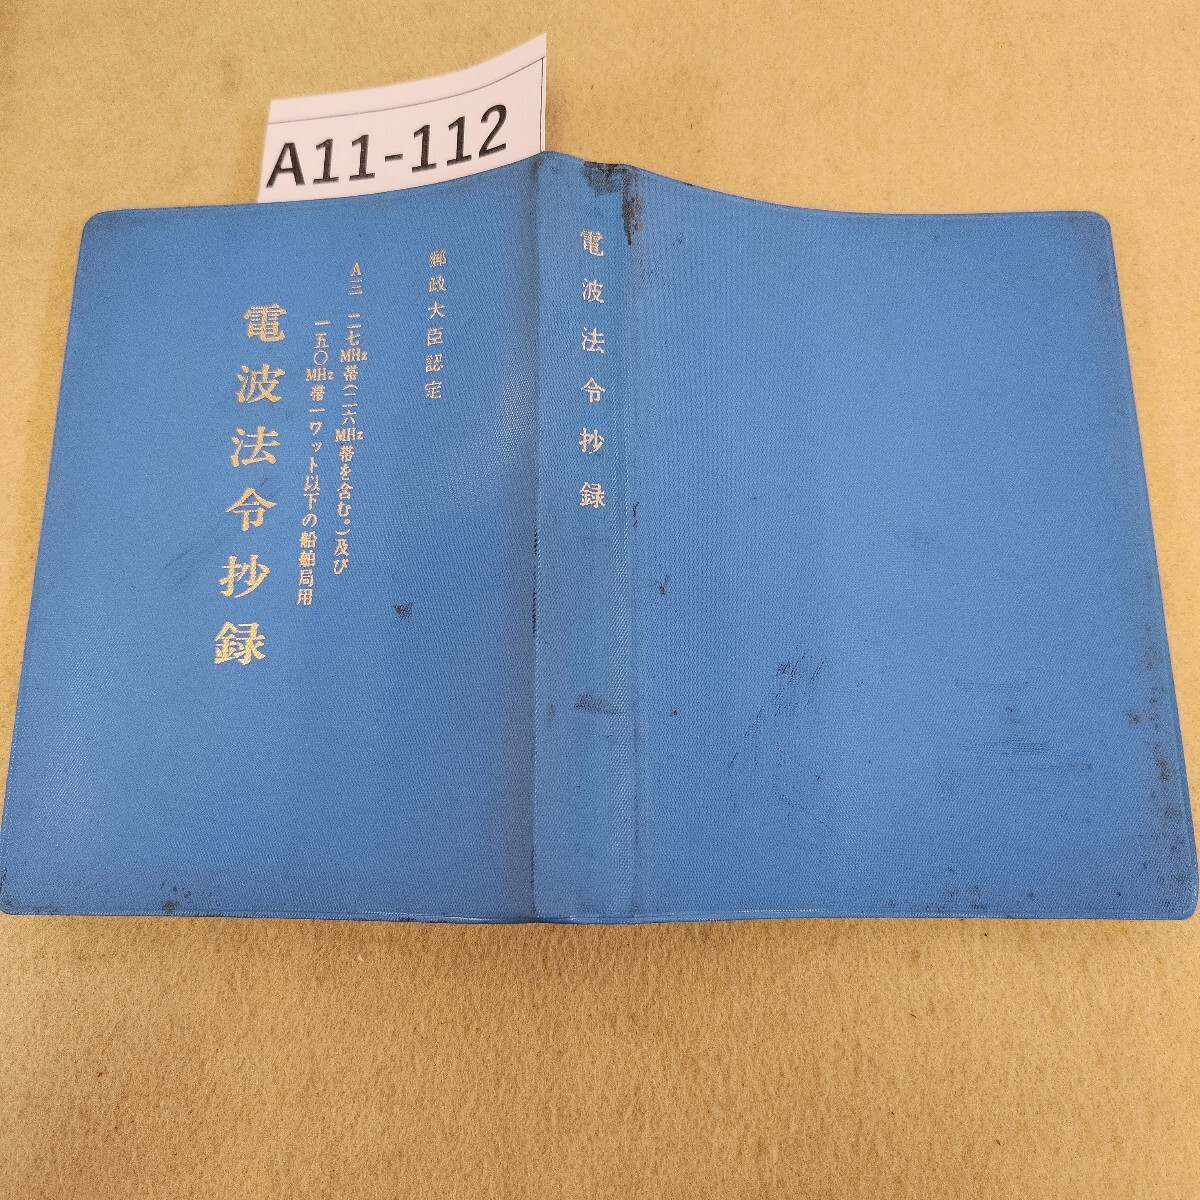 A11-112
郵政大臣認定
A三 二七MHz帯(二六MHz帯を含む。)及び
一五〇MHz帯一ワット以下の船舶局用
電波法令抄録
電波法令抄録